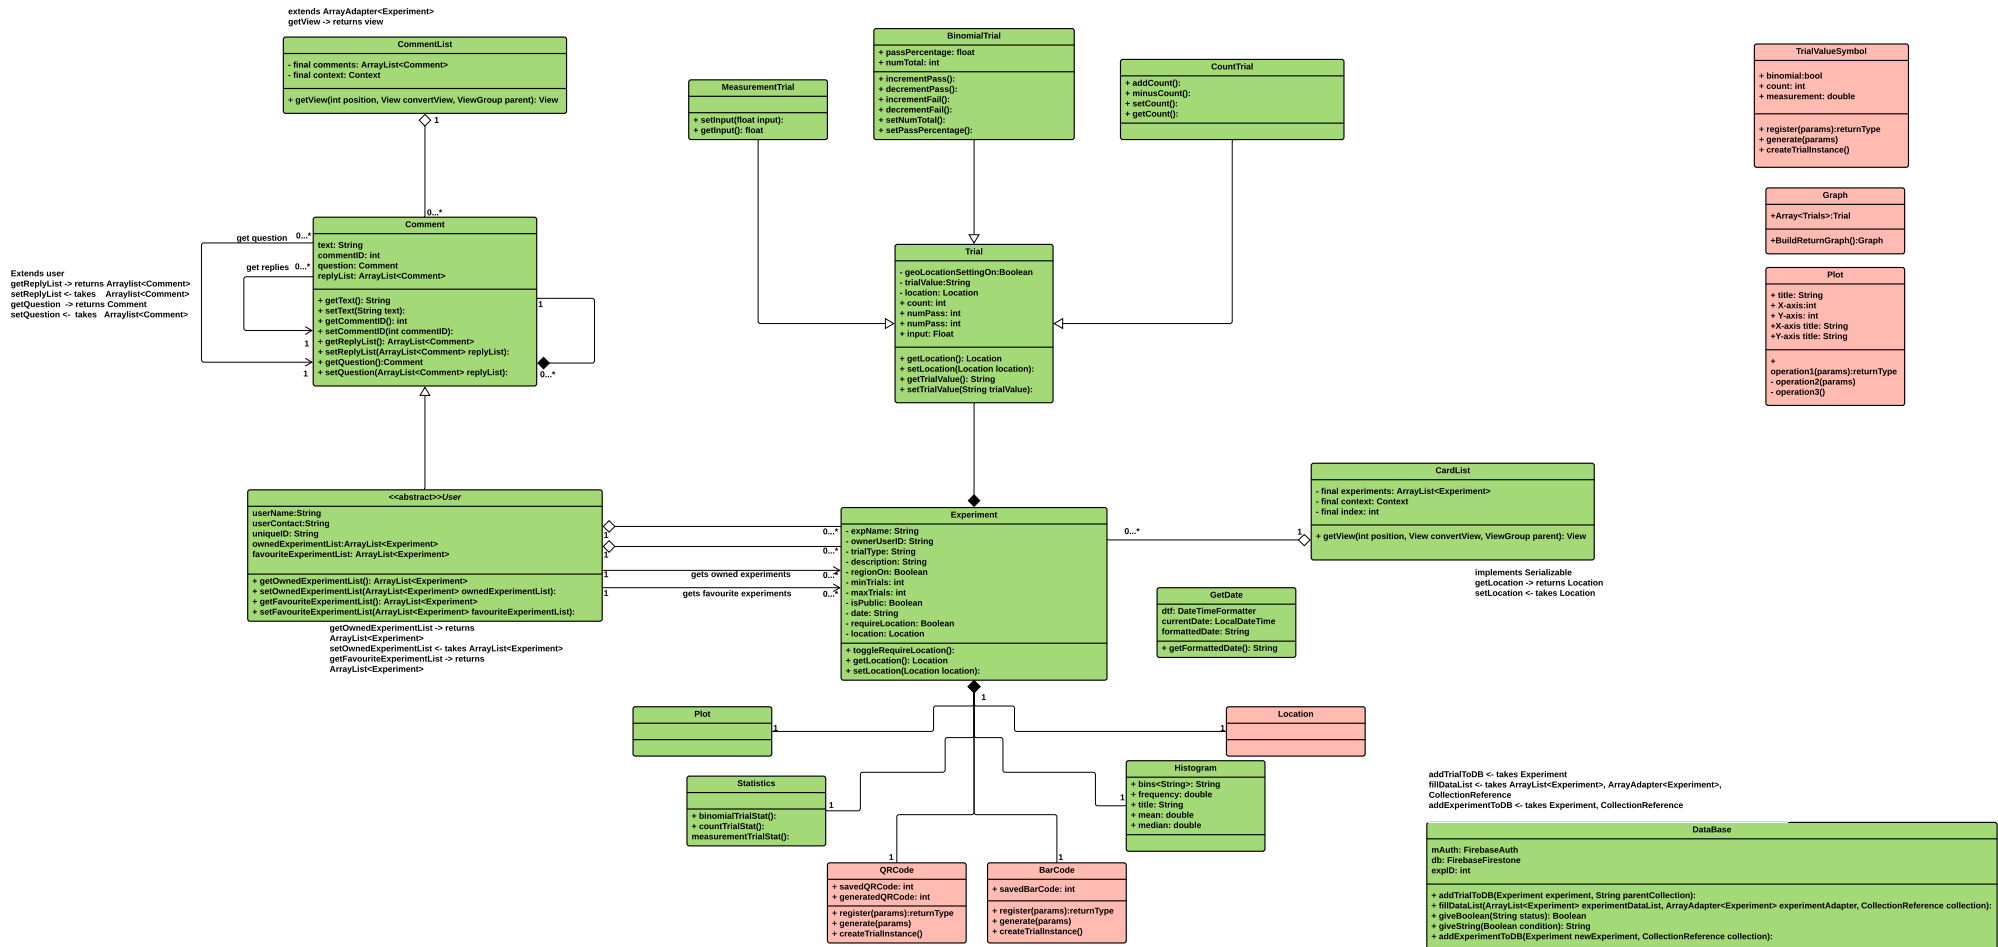 extends ArrayAdapter<Experiment>
getView -> returns view
CommentList
- final comments: ArrayList<Comment>
- final context: Context
+ getView(int position, View convertView, ViewGroup parent): View
1
0...*
Comment
text: String
commentID: int
question: Comment
replyList: ArrayList<Comment>
+ getText(): String
+ setText(String text):
+ getCommentID(): int
+ setCommentID(int commentID):
+ getReplyList(): ArrayList<Comment>
+ setReplyList(ArrayList<Comment> replyList):
+ getQuestion():Comment
+ setQuestion(ArrayList<Comment> replyList):
get question
0...*
get replies
0...*
1
1
1
0...*
Extends user
getReplyList -> returns Arraylist<Comment>
setReplyList <- takes Arraylist<Comment>
getQuestion -> returns Comment
setQuestion <- takes Arraylist<Comment>
MeasurementTrial
+ setInput(float input):
+ getInput(): float
BinomialTrial
+ passPercentage: float
+ numTotal: int
+ incrementPass():
+ decrementPass():
+ incrementFail():
+ decrementFail():
+ setNumTotal():
+ setPassPercentage():
CountTrial
+ addCount():
+ minusCount():
+ setCount():
+ getCount():
Trial
- geoLocationSettingOn:Boolean
- trialValue:String
- location: Location
+ count: int
+ numPass: int
+ numPass: int
+ input: Float
+ getLocation(): Location
+ setLocation(Location location):
+ getTrialValue(): String
+ setTrialValue(String trialValue):
TrialValueSymbol
+ binomial:bool
+ count: int
+ measurement: double
+ register(params):returnType
+ generate(params)
+ createTrialInstance()
Graph
+Array<Trials>:Trial
+BuildReturnGraph():Graph
Plot
+ title: String
+ X-axis:int
+ Y-axis: int
+X-axis title: String
+Y-axis title: String
+
operation1(params):returnType
- operation2(params)
- operation3()
<<abstract>>User
userName:String
userContact:String
uniqueID: String
ownedExperimentList:ArrayList<Experiment>
favouriteExperimentList: ArrayList<Experiment>
+ getOwnedExperimentList(): ArrayList<Experiment>
+ setOwnedExperimentList(ArrayList<Experiment> ownedExperimentList):
+ getFavouriteExperimentList(): ArrayList<Experiment>
+ setFavouriteExperimentList(ArrayList<Experiment> favouriteExperimentList):
getOwnedExperimentList -> returns
ArrayList<Experiment>
setOwnedExperimentList <- takes ArrayList<Experiment>
getFavouriteExperimentList -> returns
ArrayList<Experiment>
1
0...*
1
0...*
1
gets owned experiments
0...*
1
gets favourite experiments
0...*
Experiment
- expName: String
- ownerUserID: String
- trialType: String
- description: String
- regionOn: Boolean
- minTrials: int
- maxTrials: int
- isPublic: Boolean
- date: String
- requireLocation: Boolean
- location: Location
+ toggleRequireLocation():
+ getLocation(): Location
+ setLocation(Location location):
0...*
1
CardList
- final experiments: ArrayList<Experiment>
- final context: Context
- final index: int
+ getView(int position, View convertView, ViewGroup parent): View
implements Serializable
getLocation -> returns Location
setLocation <- takes Location
GetDate
dtf: DateTimeFormatter
currentDate: LocalDateTime
formattedDate: String
+ getFormattedDate(): String
1
Plot
1
Location
1
Statistics
+ binomialTrialStat():
+ countTrialStat():
measurementTrialStat():
1
Histogram
+ bins<String>: String
+ frequency: double
+ title: String
+ mean: double
+ median: double
1
QRCode
+ savedQRCode: int
+ generatedQRCode: int
+ register(params):returnType
+ generate(params)
+ createTrialInstance()
1
BarCode
+ savedBarCode: int
+ register(params):returnType
+ generate(params)
+ createTrialInstance()
1
addTrialToDB <- takes Experiment
fillDataList <- takes ArrayList<Experiment>, ArrayAdapter<Experiment>,
CollectionReference
addExperimentToDB <- takes Experiment, CollectionReference
DataBase
mAuth: FirebaseAuth
db: FirebaseFirestone
expID: int
+ addTrialToDB(Experiment experiment, String parentCollection):
+ fillDataList(ArrayList<Experiment> experimentDataList, ArrayAdapter<Experiment> experimentAdapter, CollectionReference collection):
+ giveBoolean(String status): Boolean
+ giveString(Boolean condition): String
+ addExperimentToDB(Experiment newExperiment, CollectionReference collection):